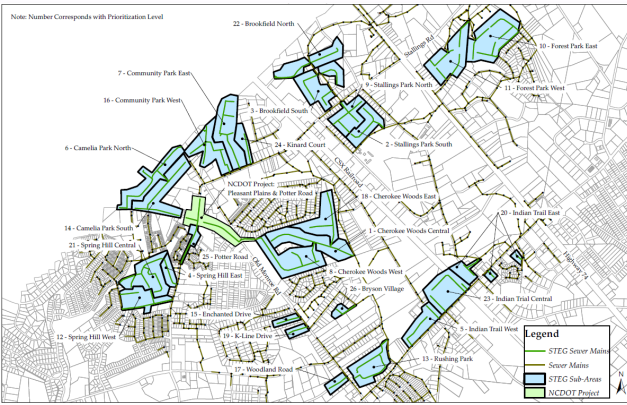 Note: Number Corresponds with Prioritization Level
22 - Brookfield North
Stallings Rd
10 - Forest Park East
7 - Community Park East
9 - Stallings Park North
11 - Forest Park West
16 - Community Park West
3 - Brookfield South
6 - Camelia Park North
24 - Kinard Court
2 - Stallings Park South
CSX Railroad
NCDOT Project:
Pleasant Plains & Potter Road
18 - Cherokee Woods East
20 - Indian Trail East
14 - Camelia Park South
1 - Cherokee Woods Central
21 - Spring Hill Central
25 - Potter Road
Old Monroe Rd
Highway 74
4 - Spring Hill East
8 - Cherokee Woods West
26 - Bryson Village
23 - Indian Trial Central
15 - Enchanted Drive
5 - Indian Trail West
12 - Spring Hill West
19 - K-Line Drive
13 - Rushing Park
17 - Woodland Road
Legend
STEG Sewer Mains
Sewer Mains
STEG Sub-Areas
NCDOT Project
N